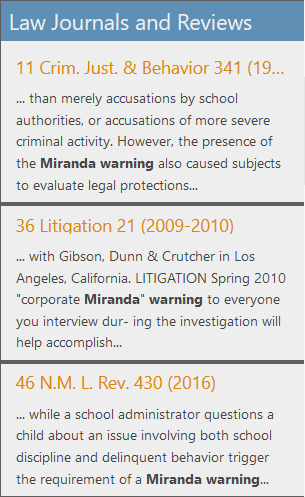 Law Journals and Reviews
11 Crim. Just. & Behavior 341 (19...
... than merely accusations by school
authorities, or accusations of more severe
criminal activity. However, the presence of
the Miranda warning also caused subjects
to evaluate legal protections...
36 Litigation 21 (2009-2010)
... with Gibson, Dunn & Crutcher in Los
Angeles, California. LITIGATION Spring 2010
"corporate Miranda" warning to everyone
you interview dur- ing the investigation will
help accomplish...
46 N.M. L. Rev. 430 (2016)
... while a school administrator questions a
child about an issue involving both school
discipline and delinquent behavior trigger
the requirement of a Miranda warning...